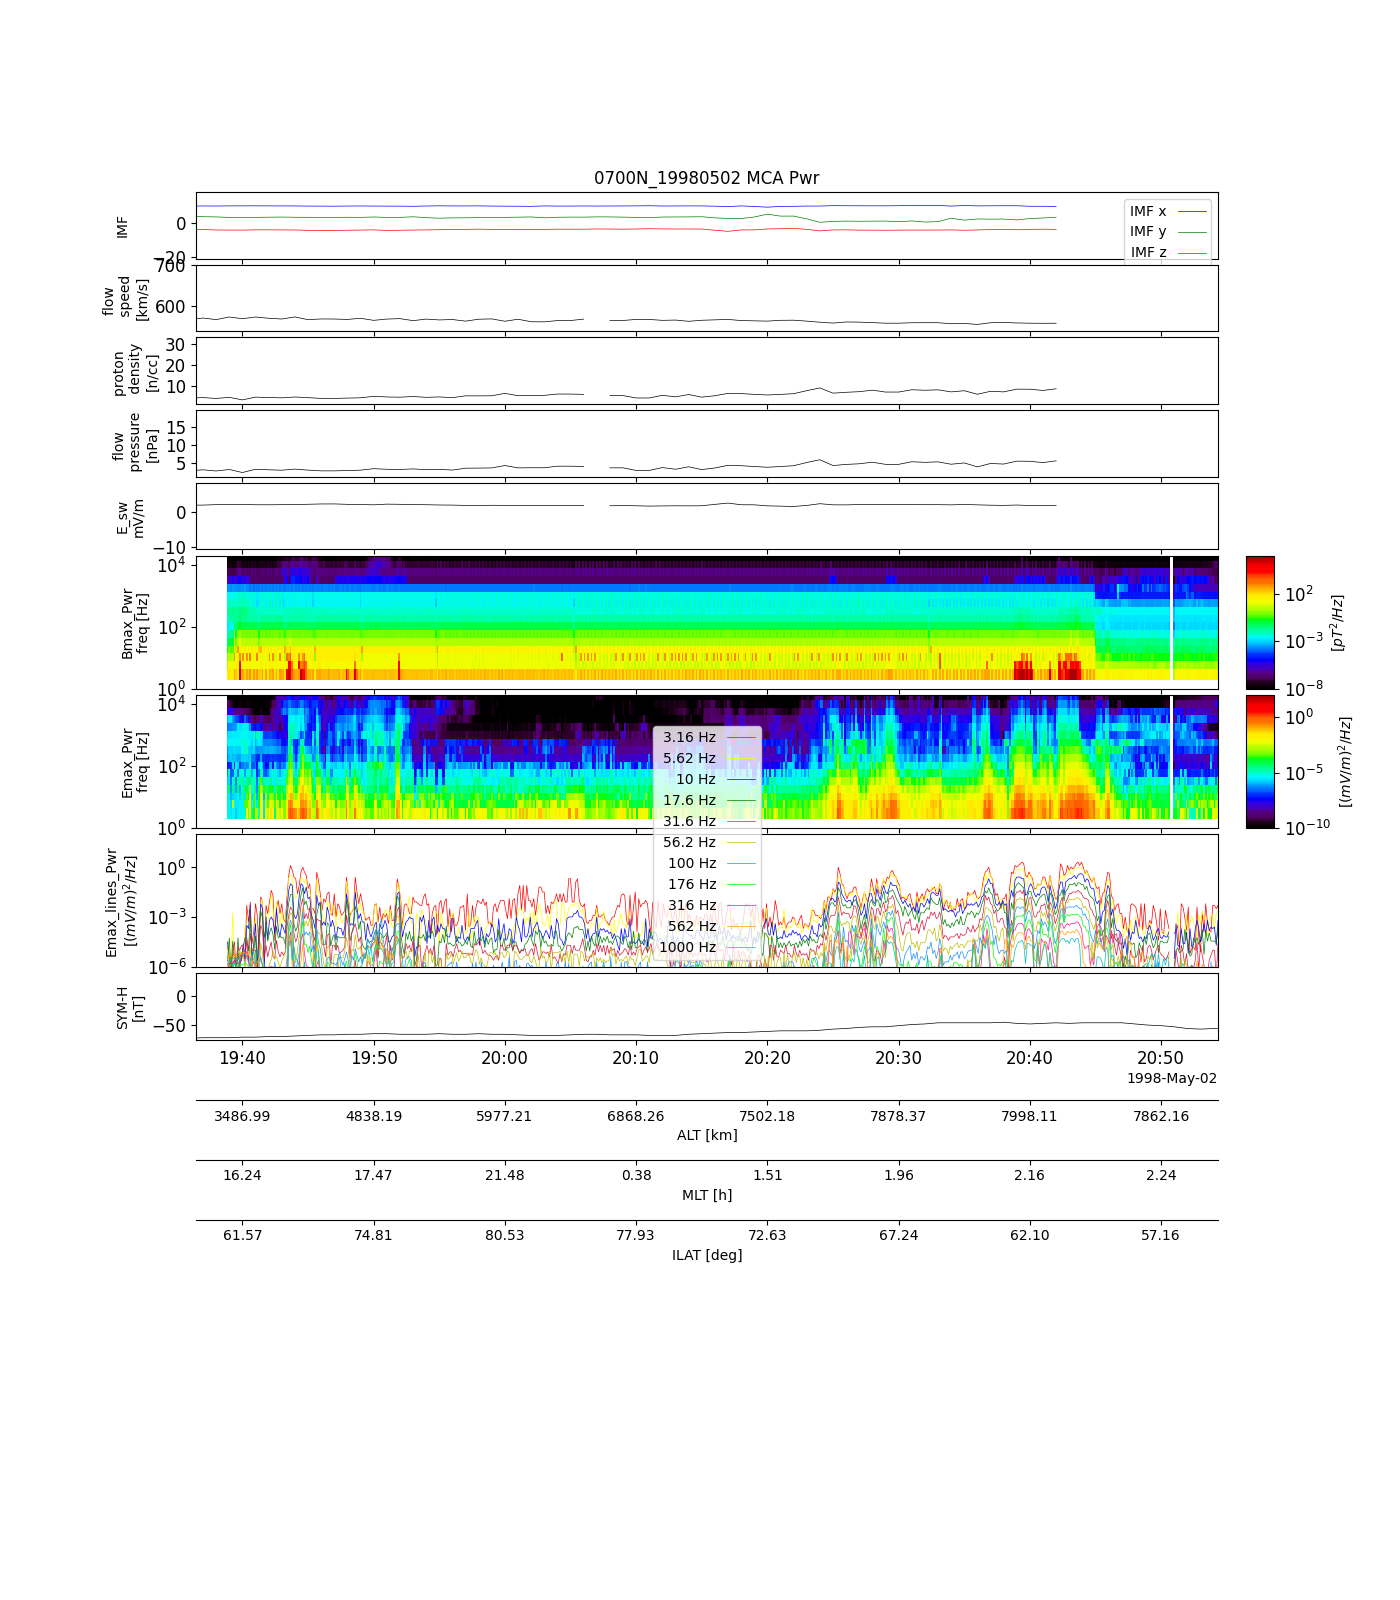 0700N_19980502 MCA Pwr
IMF
0
−20
IMF x
IMF y
IMF z
flow
speed
[km/s]
700
600
proton
density
[n/cc]
30
20
10
flow
pressure
[nPa]
15
10
5
E_sw
mV/m
0
−10
Bmax_Pwr
freq [Hz]
10^4
10^2
10^0
10^2
10^−3
10^−8
[pT^2/Hz]
Emax_Pwr
freq [Hz]
10^4
10^2
10^0
10^0
10^−5
10^−10
[(mV/m)^2/Hz]
3.16 Hz
5.62 Hz
10 Hz
17.6 Hz
31.6 Hz
56.2 Hz
100 Hz
176 Hz
316 Hz
562 Hz
1000 Hz
Emax_lines_Pwr
[(mV/m)^2/Hz]
10^0
10^−3
10^−6
SYM-H
[nT]
0
−50
19:40 19:50 20:00 20:10 20:20 20:30 20:40 20:50
1998-May-02
3486.99 4838.19 5977.21 6868.26 7502.18 7878.37 7998.11 7862.16
ALT [km]
16.24 17.47 21.48 0.38 1.51 1.96 2.16 2.24
MLT [h]
61.57 74.81 80.53 77.93 72.63 67.24 62.10 57.16
ILAT [deg]